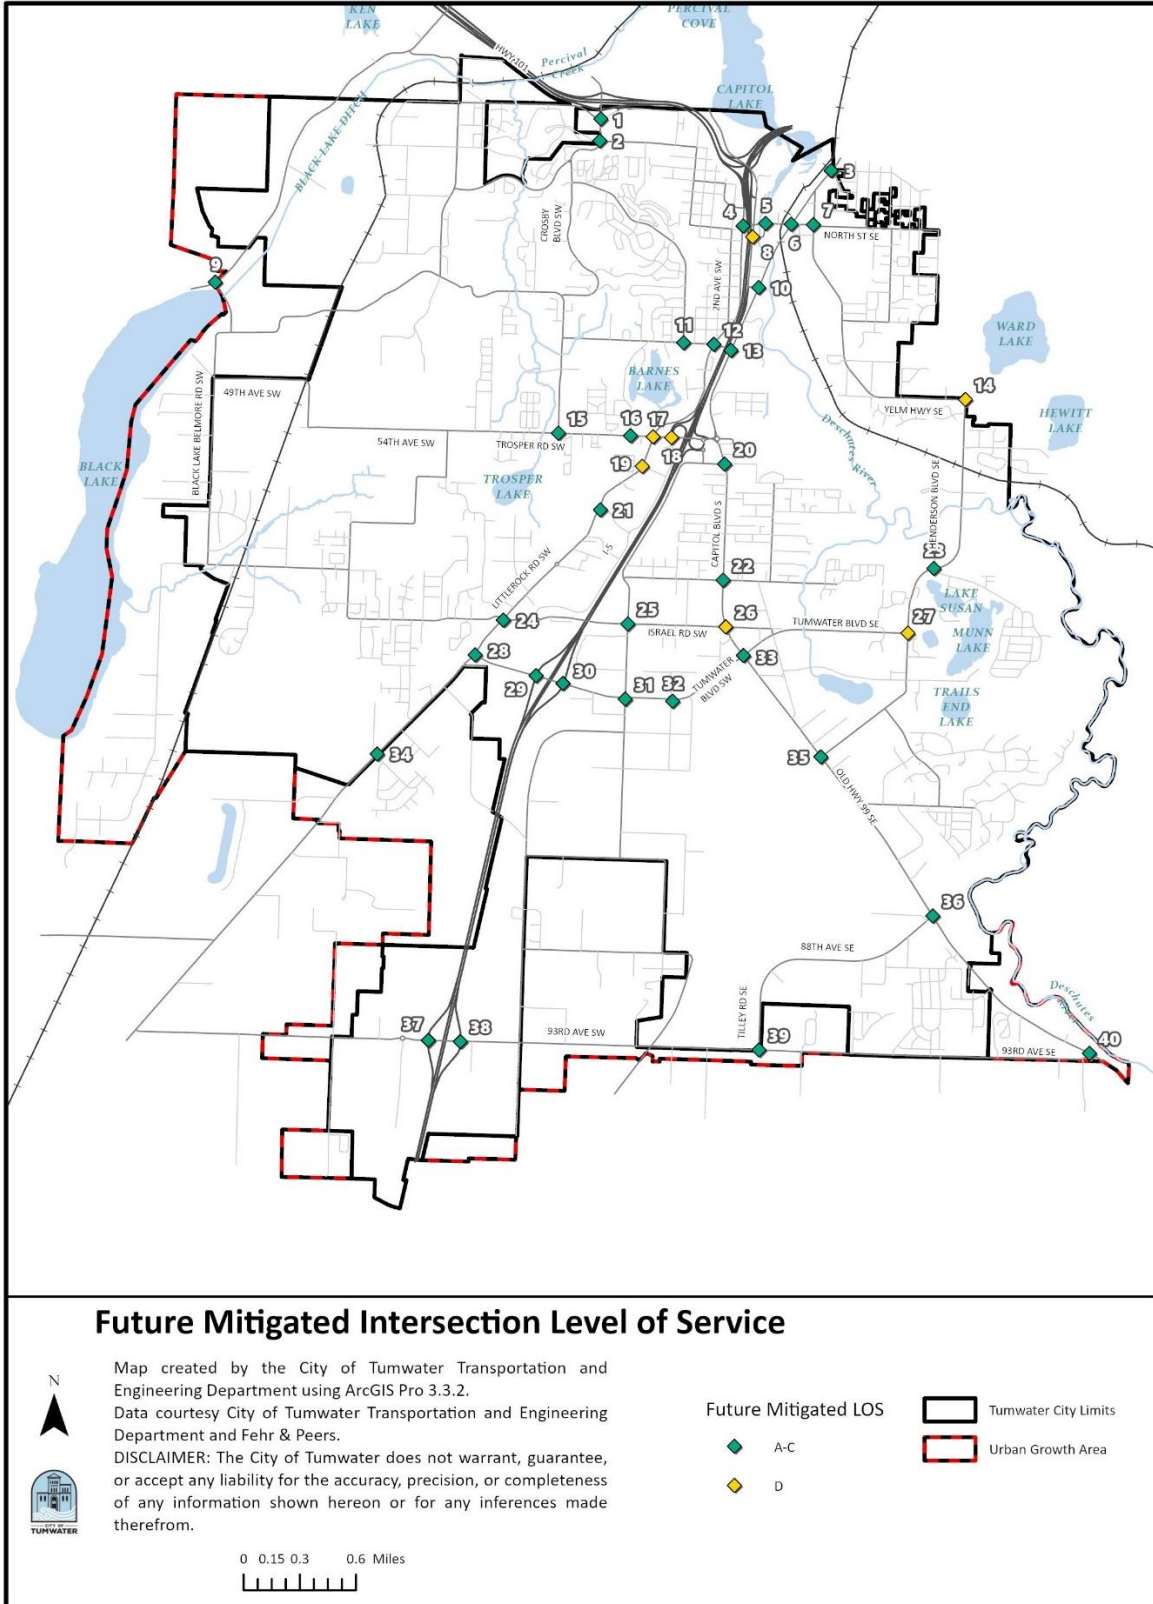 KEN
LAKE
PERCIVAL
COVE
HWY 101
Percival
Creek
CAPITOL
LAKE
BLACK LAKE DITCH
1
2
3
CROSBY
BLVD SW
4
5
6
7
NORTH ST SE
8
9
2ND AVE SW
10
WARD
LAKE
11
12
13
BARNES
LAKE
BLACK LAKE BELMORE RD SW
49TH AVE SW
14
YELM HWY SE
HEWITT
LAKE
15
16
17
54TH AVE SW
TROSPER RD SW
18
Deschutes
River
19
20
BLACK
LAKE
TROSPER
LAKE
21
CAPITOL BLVD S
HENDERSON BLVD SE
I-5
LITTLEROCK RD SW
22
23
LAKE
SUSAN
24
25
ISRAEL RD SW
26
TUMWATER BLVD SE
27
MUNN
LAKE
28
29
30
33
TUMWATER
BLVD SW
31
32
TRAILS
END
LAKE
34
35
OLD HWY 99 SE
36
88TH AVE SE
TILLEY RD SE
Deschutes
River
37
38
93RD AVE SW
39
93RD AVE SE
40
Future Mitigated Intersection Level of Service
N
Map created by the City of Tumwater Transportation and
Engineering Department using ArcGIS Pro 3.3.2.
Data courtesy City of Tumwater Transportation and Engineering
Department and Fehr & Peers.
DISCLAIMER: The City of Tumwater does not warrant, guarantee,
or accept any liability for the accuracy, precision, or completeness
of any information shown hereon or for any inferences made
therefrom.
CITY OF
TUMWATER
0 0.15 0.3 0.6 Miles
Future Mitigated LOS
A-C
D
Tumwater City Limits
Urban Growth Area